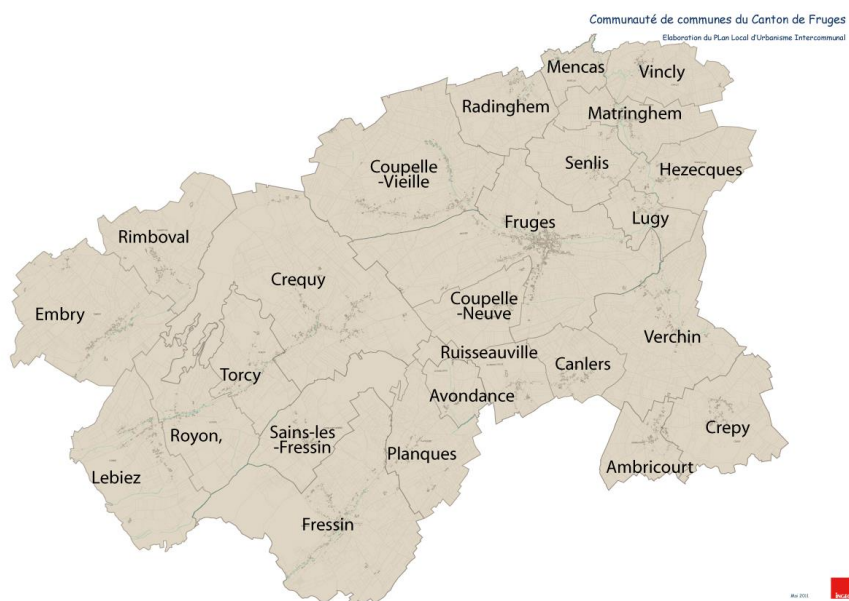 Communauté de communes du Canton de Fruges
Elaboration du PLan Local d'Urbanisme Intercommunal
Mencas
Vincly
Radinghem
Matringhem
Coupelle
-Vieille
Senlis
Hezecques
Rimboval
Fruges
Lugy
Crequy
Embry
Coupelle
-Neuve
Verchin
Ruisseauville
Canlers
Torcy
Avondance
Royon,
Sains-les
-Fressin
Planques
Crepy
Lebiez
Ambricourt
Fressin
Mai 2011